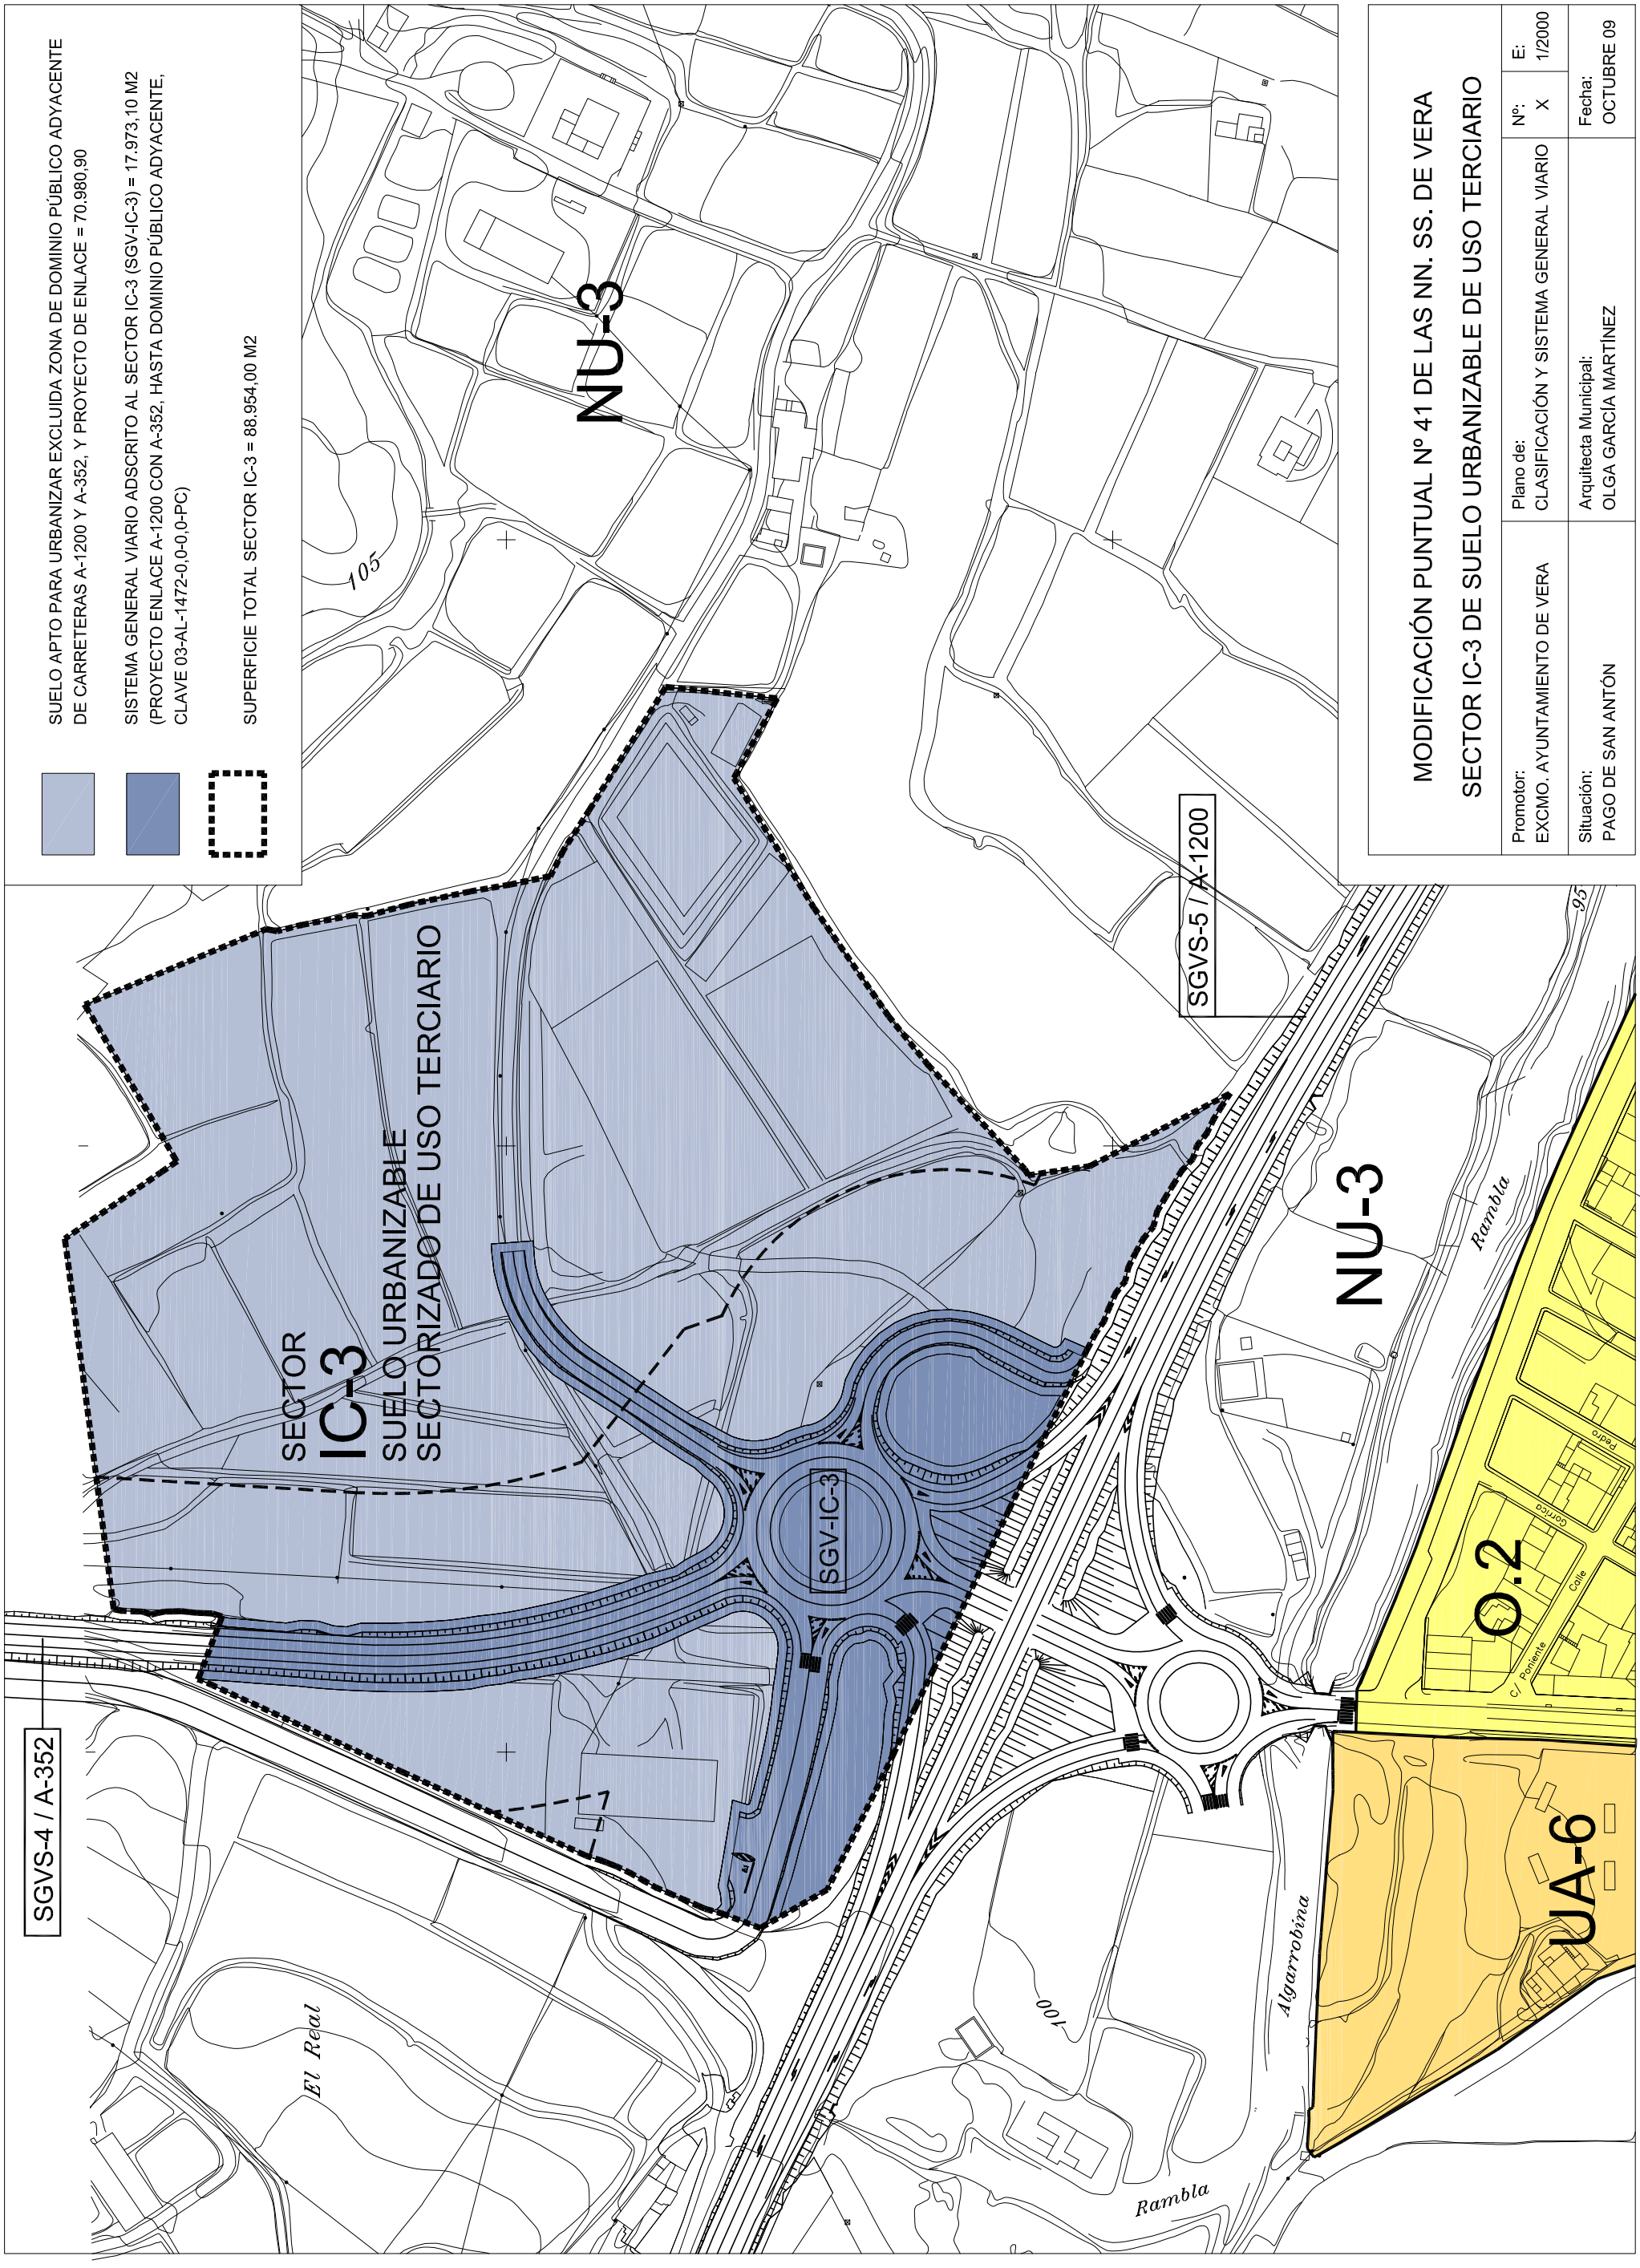 SUELO APTO PARA URBANIZAR EXCLUIDA ZONA DE DOMINIO PÚBLICO ADYACENTE
DE CARRETERAS A-1200 Y A-352, Y PROYECTO DE ENLACE = 70.980,90
SISTEMA GENERAL VIARIO ADSCRITO AL SECTOR IC-3 (SGV-IC-3) = 17.973,10 M2
(PROYECTO ENLACE A-1200 CON A-352, HASTA DOMINIO PÚBLICO ADYACENTE,
CLAVE 03-AL-1472-0,0-0,0-PC)
SUPERFICIE TOTAL SECTOR IC-3 = 88.954,00 M2
SGVS-4 / A-352
El Real
SECTOR
IC-3
SUELO URBANIZABLE
SECTORIZADO DE USO TERCIARIO
105
NU-3
SGV-IC-3
SGVS-5 / A-1200
100
Rambla
Algarrobina
NU-3
Rambla
95
UA-6
O.2
C/ Poniente
Calle
Gorrica
Pedro
MODIFICACIÓN PUNTUAL Nº 41 DE LAS NN. SS. DE VERA
SECTOR IC-3 DE SUELO URBANIZABLE DE USO TERCIARIO
Promotor:
EXCMO. AYUNTAMIENTO DE VERA
Plano de:
CLASIFICACIÓN Y SISTEMA GENERAL VIARIO
Nº:
X
E:
1/2000
Situación:
PAGO DE SAN ANTÓN
Arquitecta Municipal:
OLGA GARCÍA MARTÍNEZ
Fecha:
OCTUBRE 09